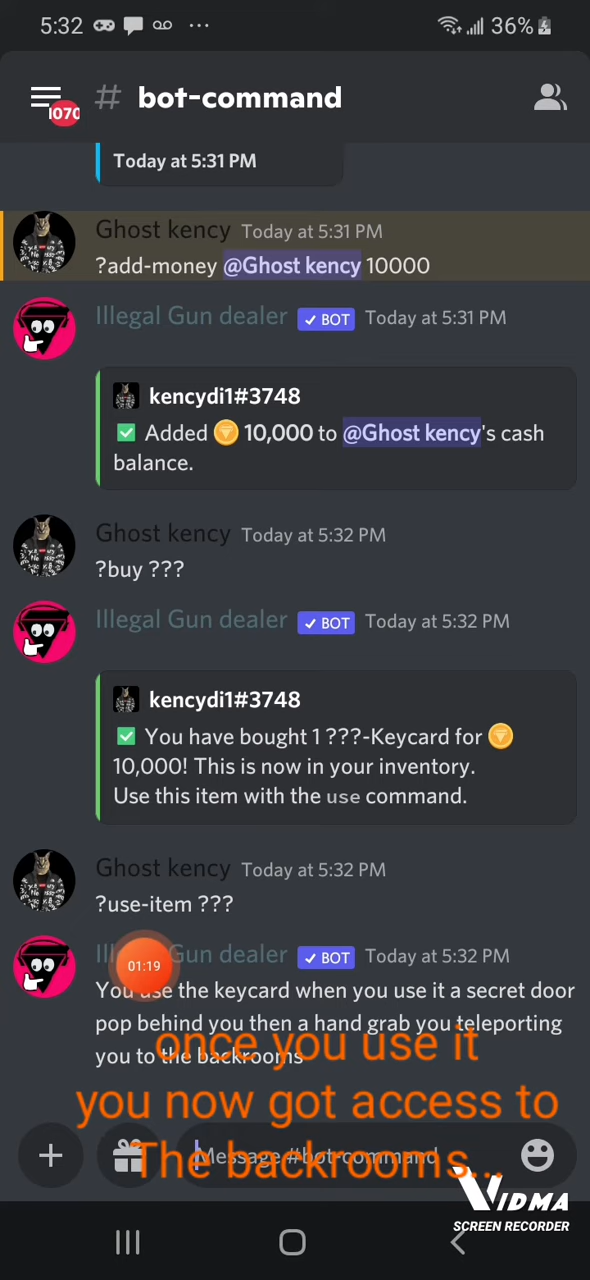 5:32 ... 36%
1070 # bot-command
Today at 5:31 PM
Ghost kency Today at 5:31 PM
?add-money @Ghost kency 10000
Illegal Gun dealer ✓ BOT Today at 5:31 PM
kencydi1#3748
✅ Added 10,000 to @Ghost kency's cash
balance.
Ghost kency Today at 5:32 PM
?buy ???
Illegal Gun dealer ✓ BOT Today at 5:32 PM
kencydi1#3748
✅ You have bought 1 ???-Keycard for
10,000! This is now in your inventory.
Use this item with the use command.
Ghost kency Today at 5:32 PM
?use-item ???
Illegal Gun dealer ✓ BOT Today at 5:32 PM
01:19
You use the keycard when you use it a secret door
pop behind you then a hand grab you teleporting
you to the backrooms
once you use it
you now got access to
The backrooms...
Message #bot-command
VIDMA
SCREEN RECORDER